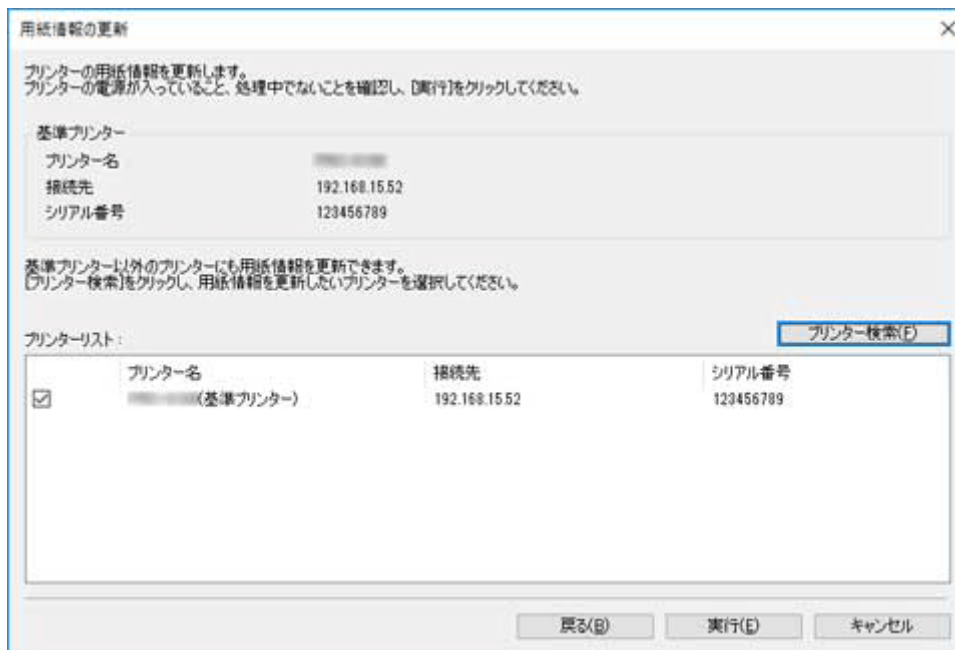 用紙情報の更新
プリンターの用紙情報を更新します。
プリンターの電源が入っていること、処理中でないことを確認し、[実行]をクリックしてください。
基準プリンター
プリンター名
接続先 192.168.15.52
シリアル番号 123456789
基準プリンター以外のプリンターにも用紙情報を更新できます。
[プリンター検索]をクリックし、用紙情報を更新したいプリンターを選択してください。
プリンター検索(F)
プリンターリスト:
プリンター名 接続先 シリアル番号
(基準プリンター) 192.168.15.52 123456789
戻る(B) 実行(E) キャンセル